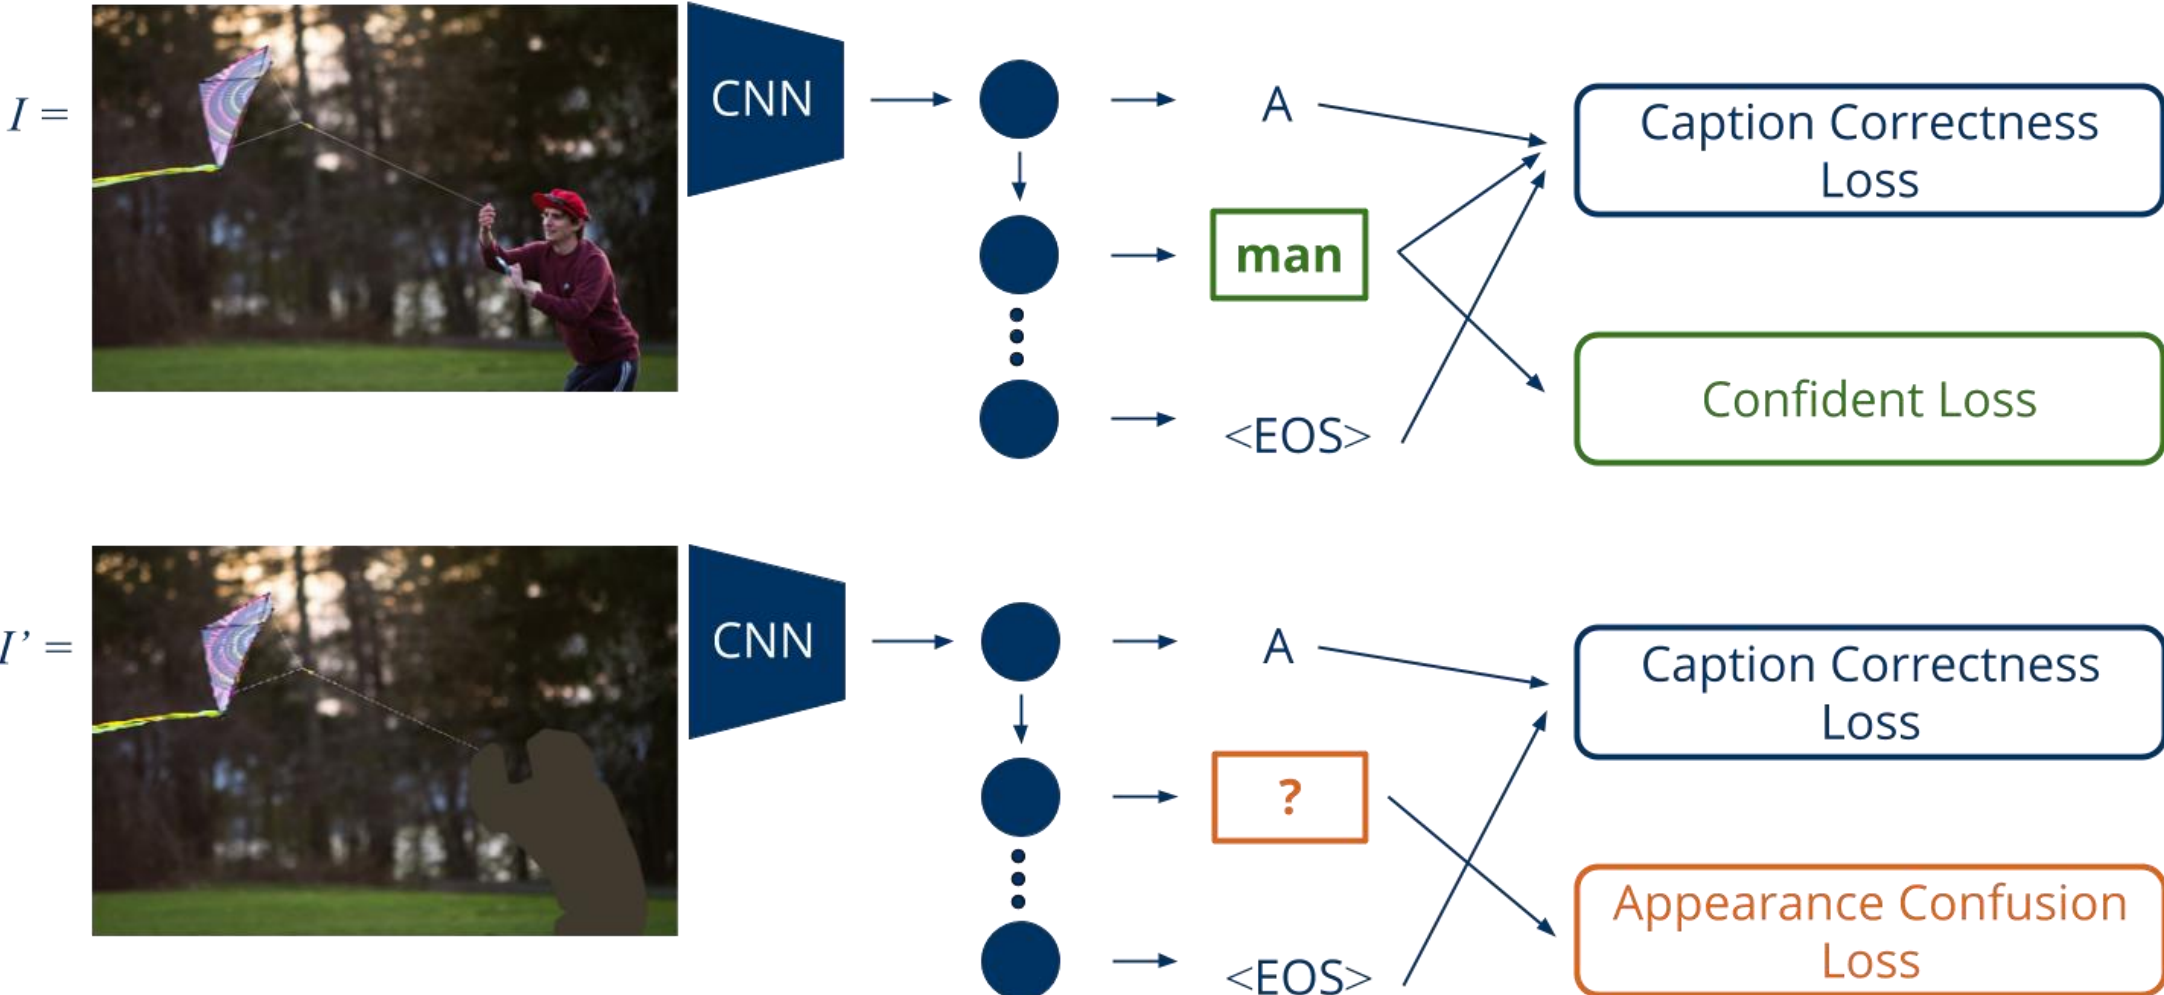 I =
CNN
A
Caption Correctness
Loss
man
Confident Loss
<EOS>
I’ =
CNN
A
Caption Correctness
Loss
?
Appearance Confusion
Loss
<EOS>